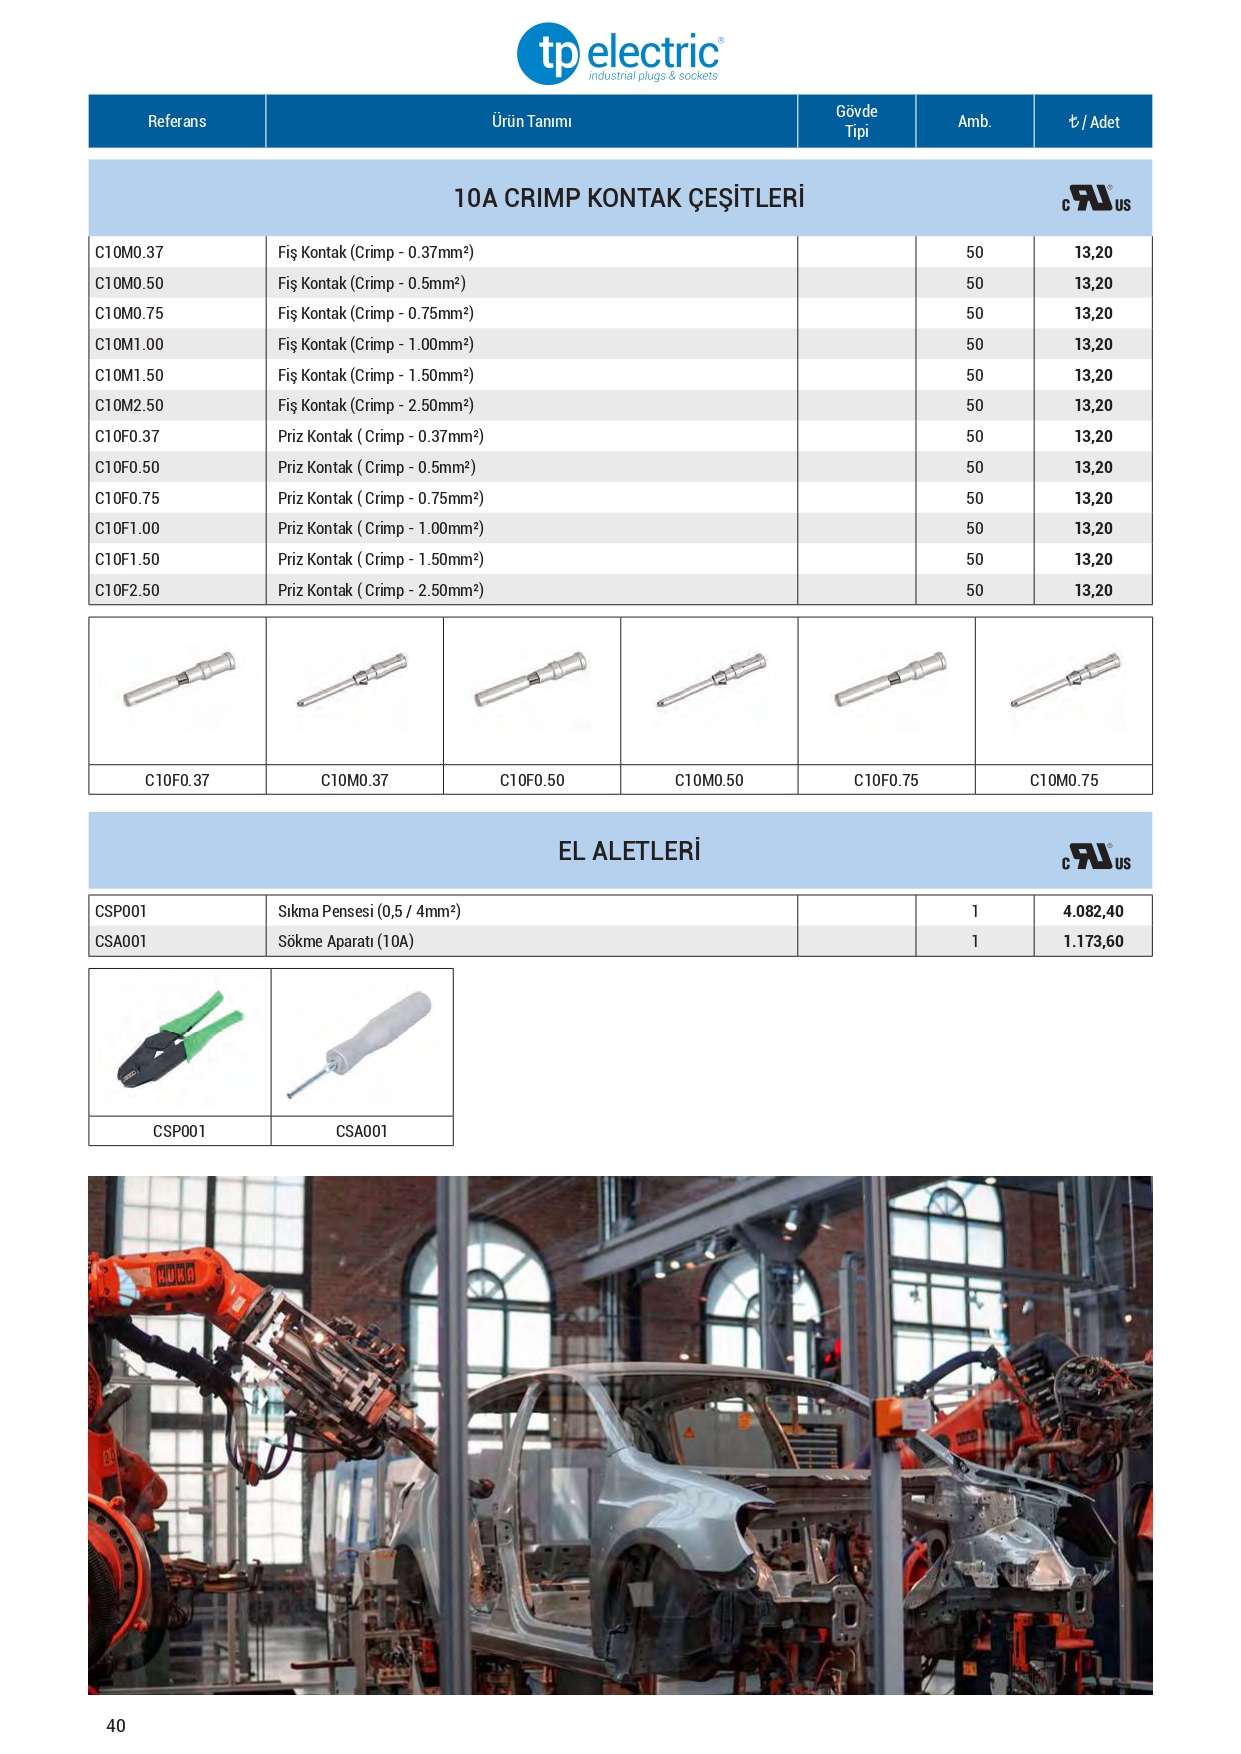 tp electric®
industrial plugs & sockets
Referans Ürün Tanımı Gövde Tipi Amb. ₺ / Adet
10A CRIMP KONTAK ÇEŞİTLERİ
C US ®
C10M0.37 Fiş Kontak (Crimp - 0.37mm²) 50 13,20
C10M0.50 Fiş Kontak (Crimp - 0.5mm²) 50 13,20
C10M0.75 Fiş Kontak (Crimp - 0.75mm²) 50 13,20
C10M1.00 Fiş Kontak (Crimp - 1.00mm²) 50 13,20
C10M1.50 Fiş Kontak (Crimp - 1.50mm²) 50 13,20
C10M2.50 Fiş Kontak (Crimp - 2.50mm²) 50 13,20
C10F0.37 Priz Kontak ( Crimp - 0.37mm²) 50 13,20
C10F0.50 Priz Kontak ( Crimp - 0.5mm²) 50 13,20
C10F0.75 Priz Kontak ( Crimp - 0.75mm²) 50 13,20
C10F1.00 Priz Kontak ( Crimp - 1.00mm²) 50 13,20
C10F1.50 Priz Kontak ( Crimp - 1.50mm²) 50 13,20
C10F2.50 Priz Kontak ( Crimp - 2.50mm²) 50 13,20
C10F0.37 C10M0.37 C10F0.50 C10M0.50 C10F0.75 C10M0.75
EL ALETLERİ
C US ®
CSP001 Sıkma Pensesi (0,5 / 4mm²) 1 4.082,40
CSA001 Sökme Aparatı (10A) 1 1.173,60
CSP001 CSA001
KUKA
40